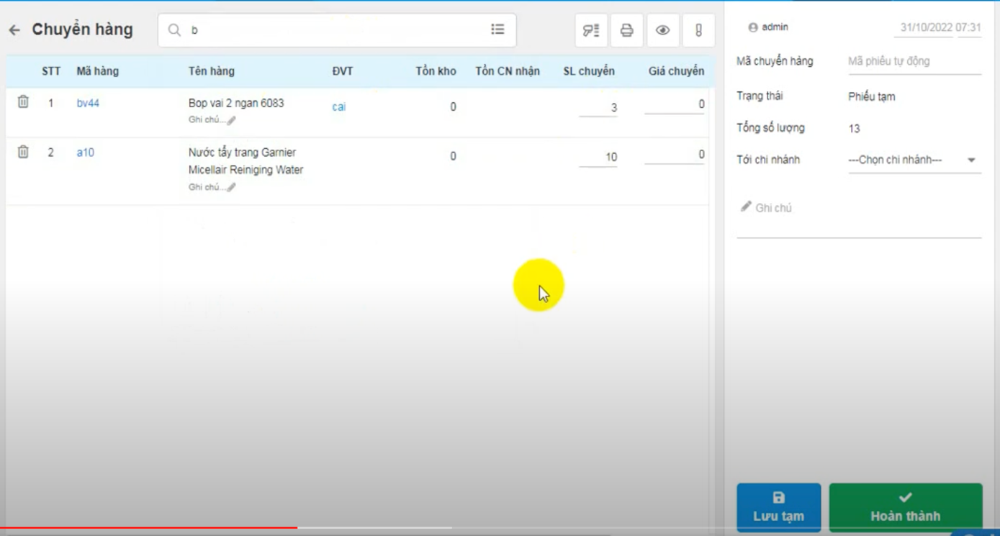 Chuyển hàng
b
STT Mã hàng Tên hàng ĐVT Tồn kho Tồn CN nhận SL chuyển Giá chuyển
1 bv44 Bop vai 2 ngan 6083 cai 0 3 0
Ghi chú...
2 a10 Nước tẩy trang Garnier 0 10 0
Micellair Reiniging Water
Ghi chú...
admin 31/10/2022 07:31
Mã chuyển hàng Mã phiếu tự động
Trạng thái Phiếu tạm
Tổng số lượng 13
Tới chi nhánh ---Chọn chi nhánh---
Ghi chú
Lưu tạm
Hoàn thành